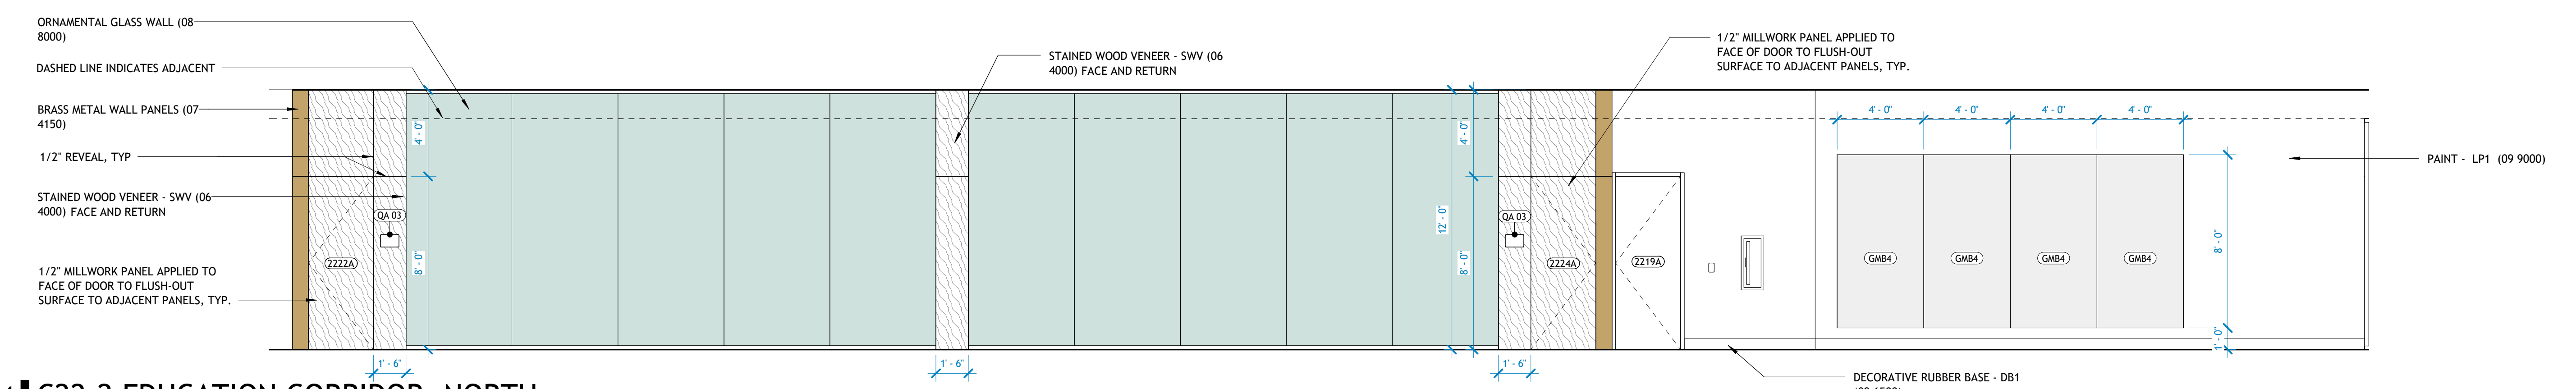 ORNAMENTAL GLASS WALL (08
8000)
DASHED LINE INDICATES ADJACENT
BRASS METAL WALL PANELS (07
4150)
1/2" REVEAL, TYP
STAINED WOOD VENEER - SWV (06
4000) FACE AND RETURN
1/2" MILLWORK PANEL APPLIED TO
FACE OF DOOR TO FLUSH-OUT
SURFACE TO ADJACENT PANELS, TYP.
2222A
QA 03
4' - 0"
8' - 0"
1' - 6"
STAINED WOOD VENEER - SWV (06
4000) FACE AND RETURN
1' - 6"
12' - 0"
4' - 0"
8' - 0"
QA 03
1' - 6"
2224A
1/2" MILLWORK PANEL APPLIED TO
FACE OF DOOR TO FLUSH-OUT
SURFACE TO ADJACENT PANELS, TYP.
2219A
4' - 0"
4' - 0"
4' - 0"
4' - 0"
GMB4
GMB4
GMB4
GMB4
8' - 0"
1' - 0"
PAINT - LP1 (09 9000)
DECORATIVE RUBBER BASE - DB1
EDUCATION CORRIDOR NORTH